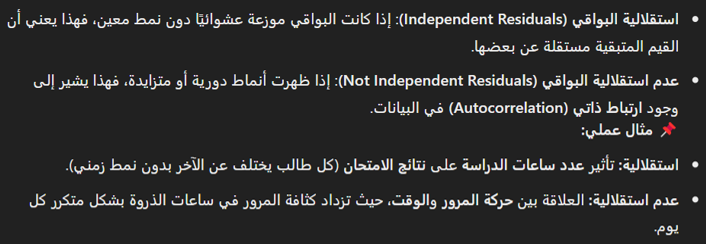 • استقلالية البواقي (Independent Residuals): إذا كانت البواقي موزعة عشوائيًا دون نمط معين، فهذا يعني أن
القيم المتبقية مستقلة عن بعضها.
• عدم استقلالية البواقي (Not Independent Residuals): إذا ظهرت أنماط دورية أو متزايدة، فهذا يشير إلى
وجود ارتباط ذاتي (Autocorrelation) في البيانات.
📌 مثال عملي:
• استقلالية: تأثير عدد ساعات الدراسة على نتائج الامتحان (كل طالب يختلف عن الآخر بدون نمط زمني).
• عدم استقلالية: العلاقة بين حركة المرور والوقت، حيث تزداد كثافة المرور في ساعات الذروة بشكل متكرر كل
يوم.